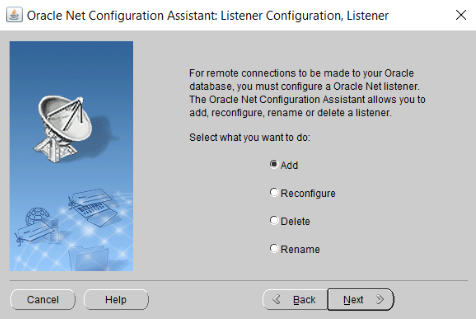 Oracle Net Configuration Assistant: Listener Configuration, Listener
For remote connections to be made to your Oracle
database, you must configure a Oracle Net listener.
The Oracle Net Configuration Assistant allows you to
add, reconfigure, rename or delete a listener.
Select what you want to do:
Add
Reconfigure
Delete
Rename
Cancel Help Back Next